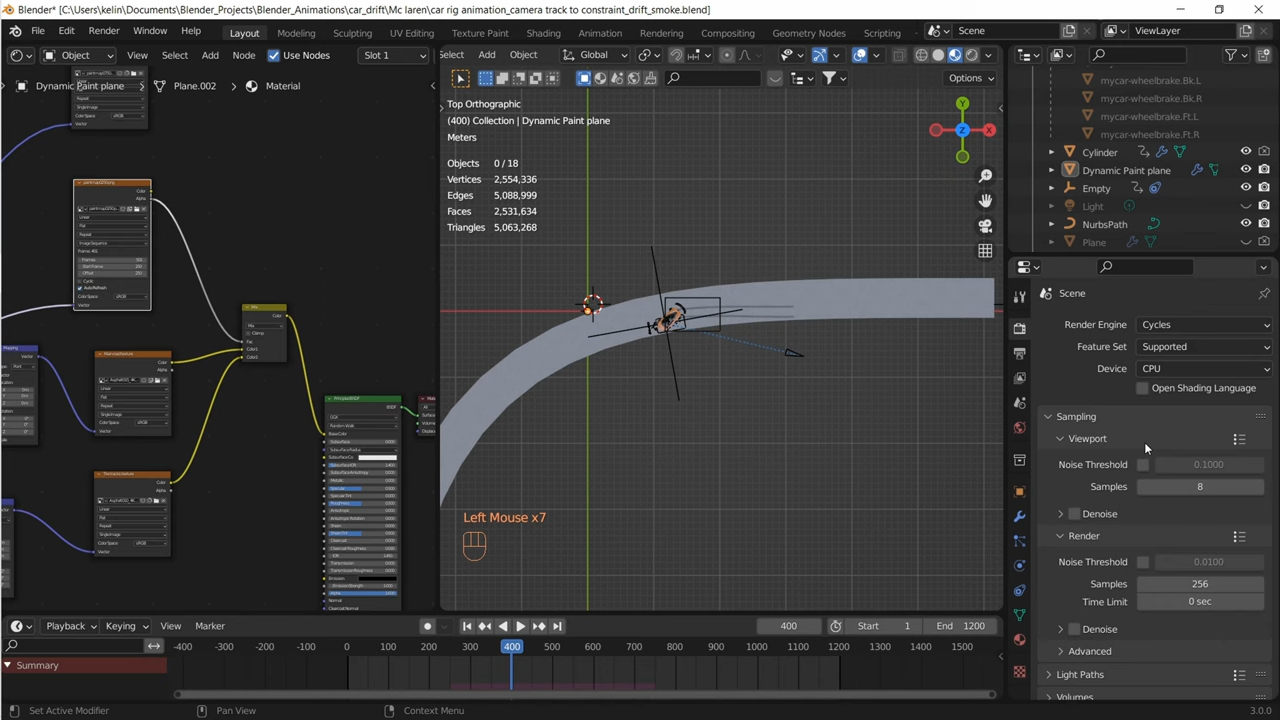 Blender* [C:\Users\kelin\Documents\Blender_Projects\Blender_Animations\car_drift\Mc laren\car rig animation_camera track to constraint_drift_smoke.blend]
File Edit Render Window Help Layout Modeling Sculpting UV Editing Texture Paint Shading Animation Rendering Compositing Geometry Nodes Scripting Scene ViewLayer
Object View Select Add Node Use Nodes Slot 1
Select Add Object Global
Options
Dynamic Paint plane > Plane.002 > Material
Top Orthographic
(400) Collection | Dynamic Paint plane
Meters
Objects 0 / 18
Vertices 2,554,336
Edges 5,088,999
Faces 2,531,634
Triangles 5,063,268
Y
Z
X
Left Mouse x7
mycar-wheelbrake.Bk.L
mycar-wheelbrake.Bk.R
mycar-wheelbrake.Ft.L
mycar-wheelbrake.Ft.R
Cylinder
Dynamic Paint plane
Empty
Light
NurbsPath
Plane
Scene
Render Engine Cycles
Feature Set Supported
Device CPU
Open Shading Language
Sampling
Viewport
Noise Threshold 0.1000
Samples 8
Denoise
Render
Noise Threshold 0.0100
Samples 256
Time Limit 0 sec
Denoise
Advanced
Light Paths
Volumes
Playback Keying View Marker 400 Start 1 End 1200
-400 -300 -200 -100 0 100 200 300 400 500 600 700 800 900 1000 1100 1200 1300 1400 1500
Summary
Set Active Modifier Pan View Context Menu 3.0.0